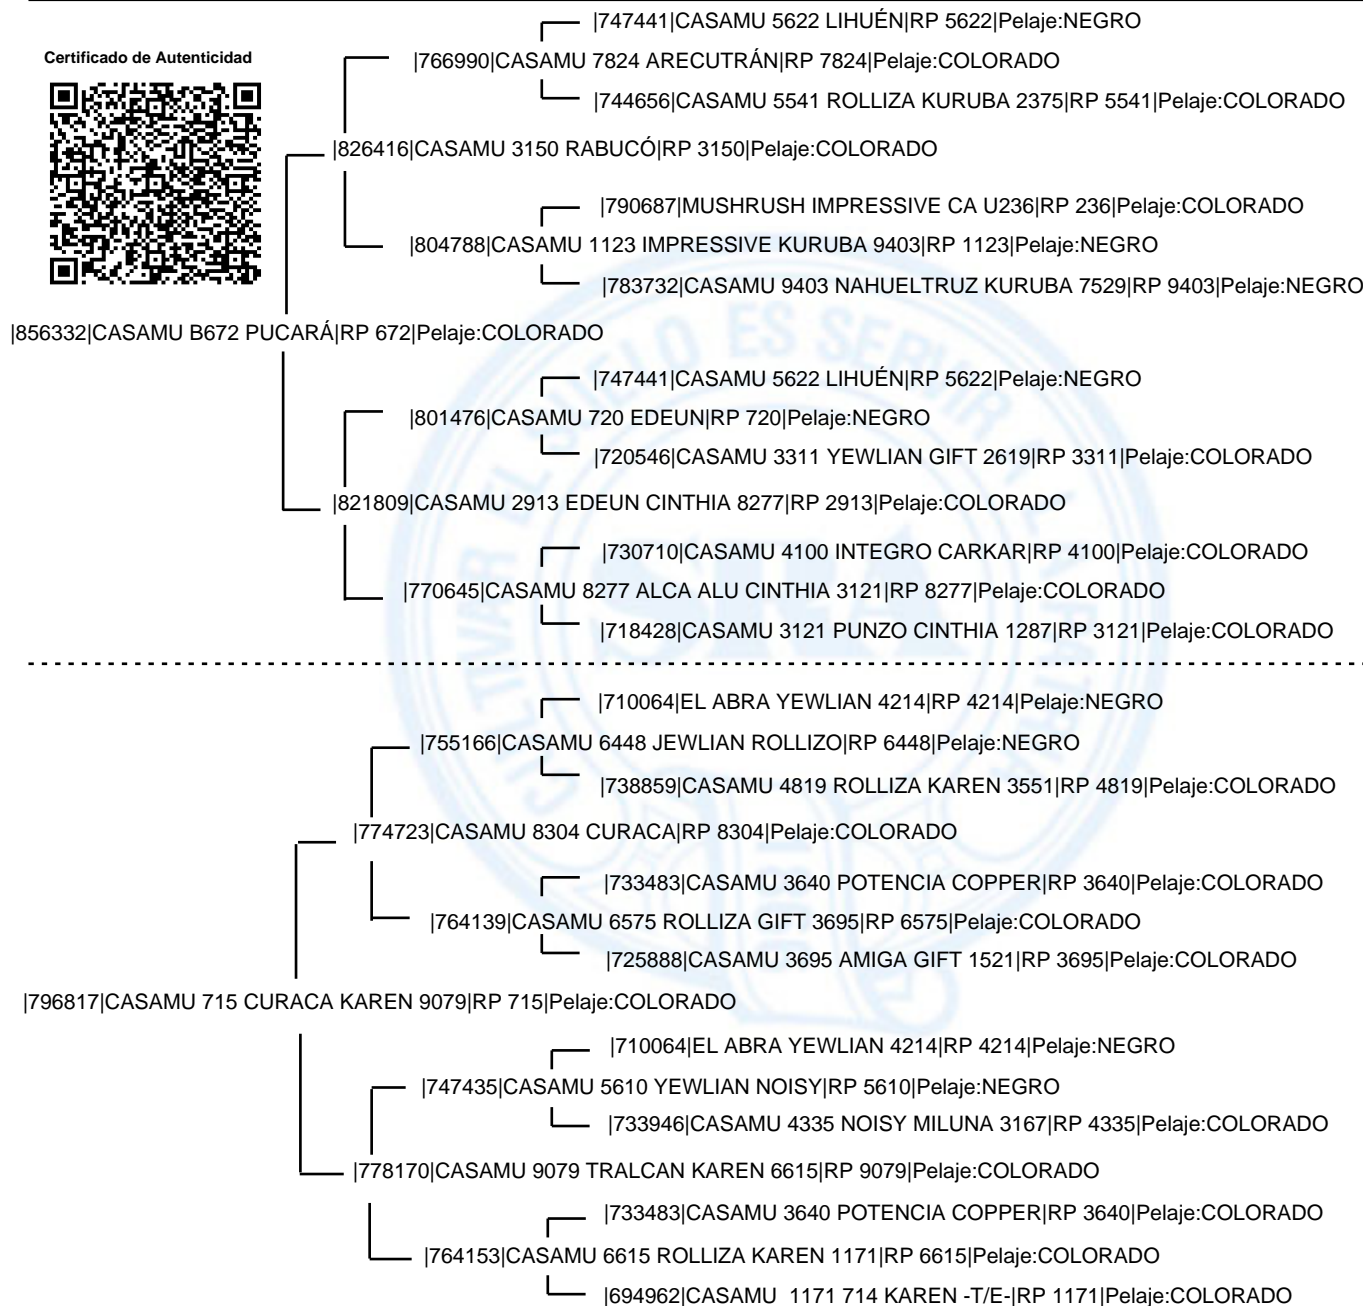 |747441|CASAMU 5622 LIHUÉN|RP 5622|Pelaje:NEGRO
Certificado de Autenticidad
|766990|CASAMU 7824 ARECUTRÁN|RP 7824|Pelaje:COLORADO
|744656|CASAMU 5541 ROLLIZA KURUBA 2375|RP 5541|Pelaje:COLORADO
|826416|CASAMU 3150 RABUCÓ|RP 3150|Pelaje:COLORADO
|790687|MUSHRUSH IMPRESSIVE CA U236|RP 236|Pelaje:COLORADO
|804788|CASAMU 1123 IMPRESSIVE KURUBA 9403|RP 1123|Pelaje:NEGRO
|783732|CASAMU 9403 NAHUELTRUZ KURUBA 7529|RP 9403|Pelaje:NEGRO
|856332|CASAMU B672 PUCARÁ|RP 672|Pelaje:COLORADO
|747441|CASAMU 5622 LIHUÉN|RP 5622|Pelaje:NEGRO
|801476|CASAMU 720 EDEUN|RP 720|Pelaje:NEGRO
|720546|CASAMU 3311 YEWLIAN GIFT 2619|RP 3311|Pelaje:COLORADO
|821809|CASAMU 2913 EDEUN CINTHIA 8277|RP 2913|Pelaje:COLORADO
|730710|CASAMU 4100 INTEGRO CARKAR|RP 4100|Pelaje:COLORADO
|770645|CASAMU 8277 ALCA ALU CINTHIA 3121|RP 8277|Pelaje:COLORADO
|718428|CASAMU 3121 PUNZO CINTHIA 1287|RP 3121|Pelaje:COLORADO
|710064|EL ABRA YEWLIAN 4214|RP 4214|Pelaje:NEGRO
|755166|CASAMU 6448 JEWLIAN ROLLIZO|RP 6448|Pelaje:NEGRO
|738859|CASAMU 4819 ROLLIZA KAREN 3551|RP 4819|Pelaje:COLORADO
|774723|CASAMU 8304 CURACA|RP 8304|Pelaje:COLORADO
|733483|CASAMU 3640 POTENCIA COPPER|RP 3640|Pelaje:COLORADO
|764139|CASAMU 6575 ROLLIZA GIFT 3695|RP 6575|Pelaje:COLORADO
|725888|CASAMU 3695 AMIGA GIFT 1521|RP 3695|Pelaje:COLORADO
|796817|CASAMU 715 CURACA KAREN 9079|RP 715|Pelaje:COLORADO
|710064|EL ABRA YEWLIAN 4214|RP 4214|Pelaje:NEGRO
|747435|CASAMU 5610 YEWLIAN NOISY|RP 5610|Pelaje:NEGRO
|733946|CASAMU 4335 NOISY MILUNA 3167|RP 4335|Pelaje:COLORADO
|778170|CASAMU 9079 TRALCAN KAREN 6615|RP 9079|Pelaje:COLORADO
|733483|CASAMU 3640 POTENCIA COPPER|RP 3640|Pelaje:COLORADO
|764153|CASAMU 6615 ROLLIZA KAREN 1171|RP 6615|Pelaje:COLORADO
|694962|CASAMU  1171 714 KAREN -T/E-|RP 1171|Pelaje:COLORADO
CULTIVAR EL SUELO ES SERVIR A LA PATRIA
SRA